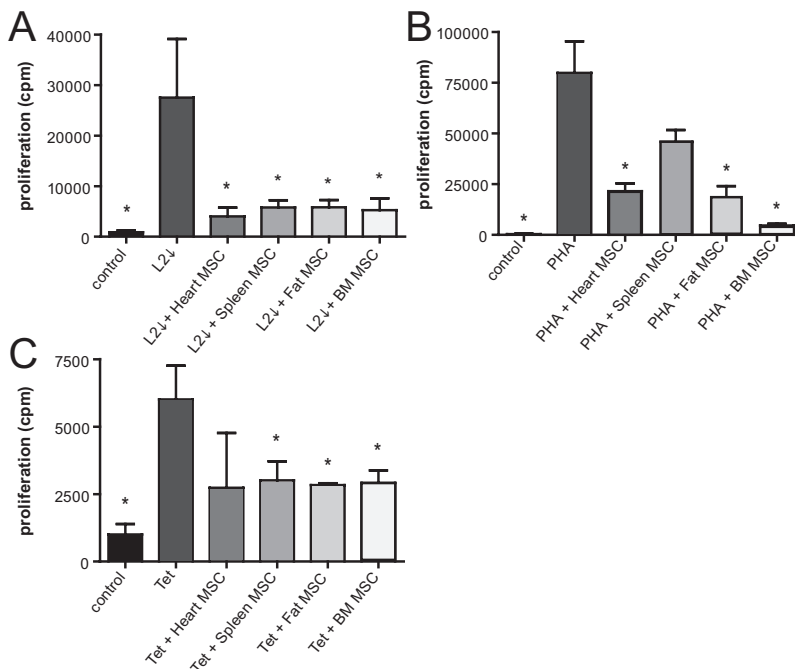 A
proliferation (cpm)
40000
30000
20000
10000
0
*
*
*
*
*
control
L2↓
L2↓+ Heart MSC
L2↓+ Spleen MSC
L2↓+ Fat MSC
L2↓+ BM MSC
B
proliferation (cpm)
100000
75000
50000
25000
0
*
*
*
*
control
PHA
PHA + Heart MSC
PHA + Spleen MSC
PHA + Fat MSC
PHA + BM MSC
C
proliferation (cpm)
7500
5000
2500
0
*
*
*
*
control
Tet
Tet + Heart MSC
Tet + Spleen MSC
Tet + Fat MSC
Tet + BM MSC